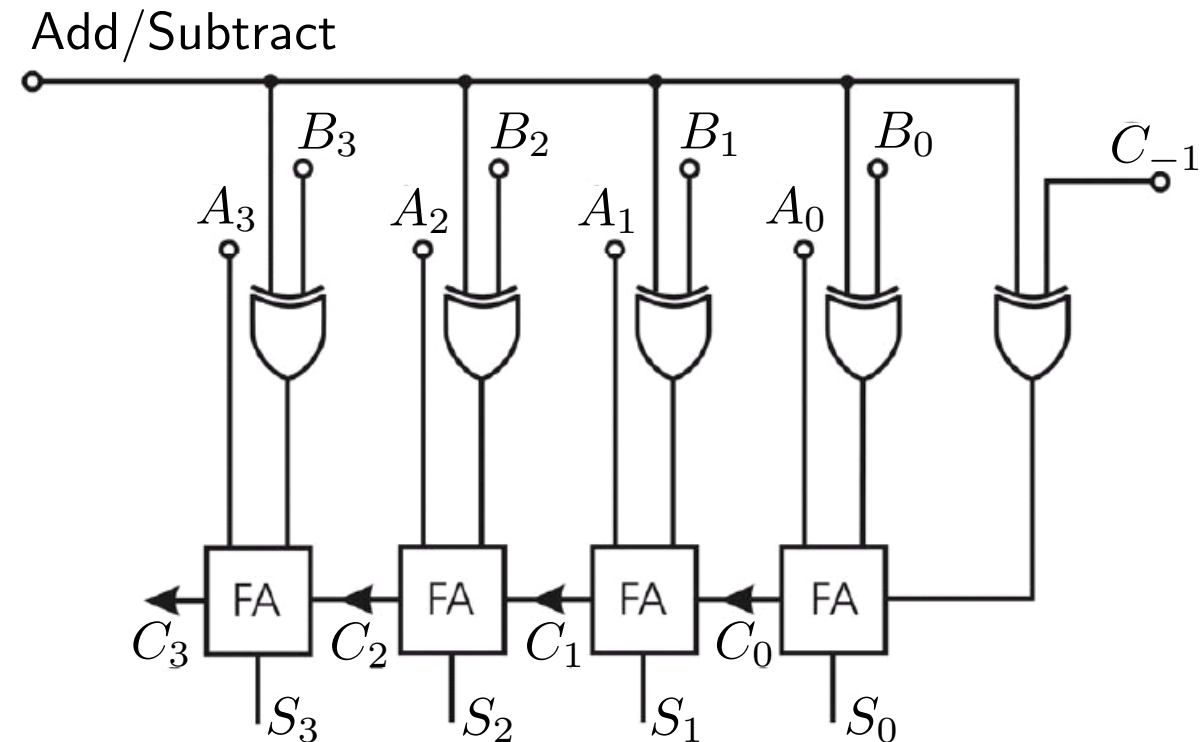 Add/Subtract
B₃ B₂ B₁ B₀ C₋₁
A₃ A₂ A₁ A₀
FA FA FA FA
C₃ C₂ C₁ C₀
S₃ S₂ S₁ S₀